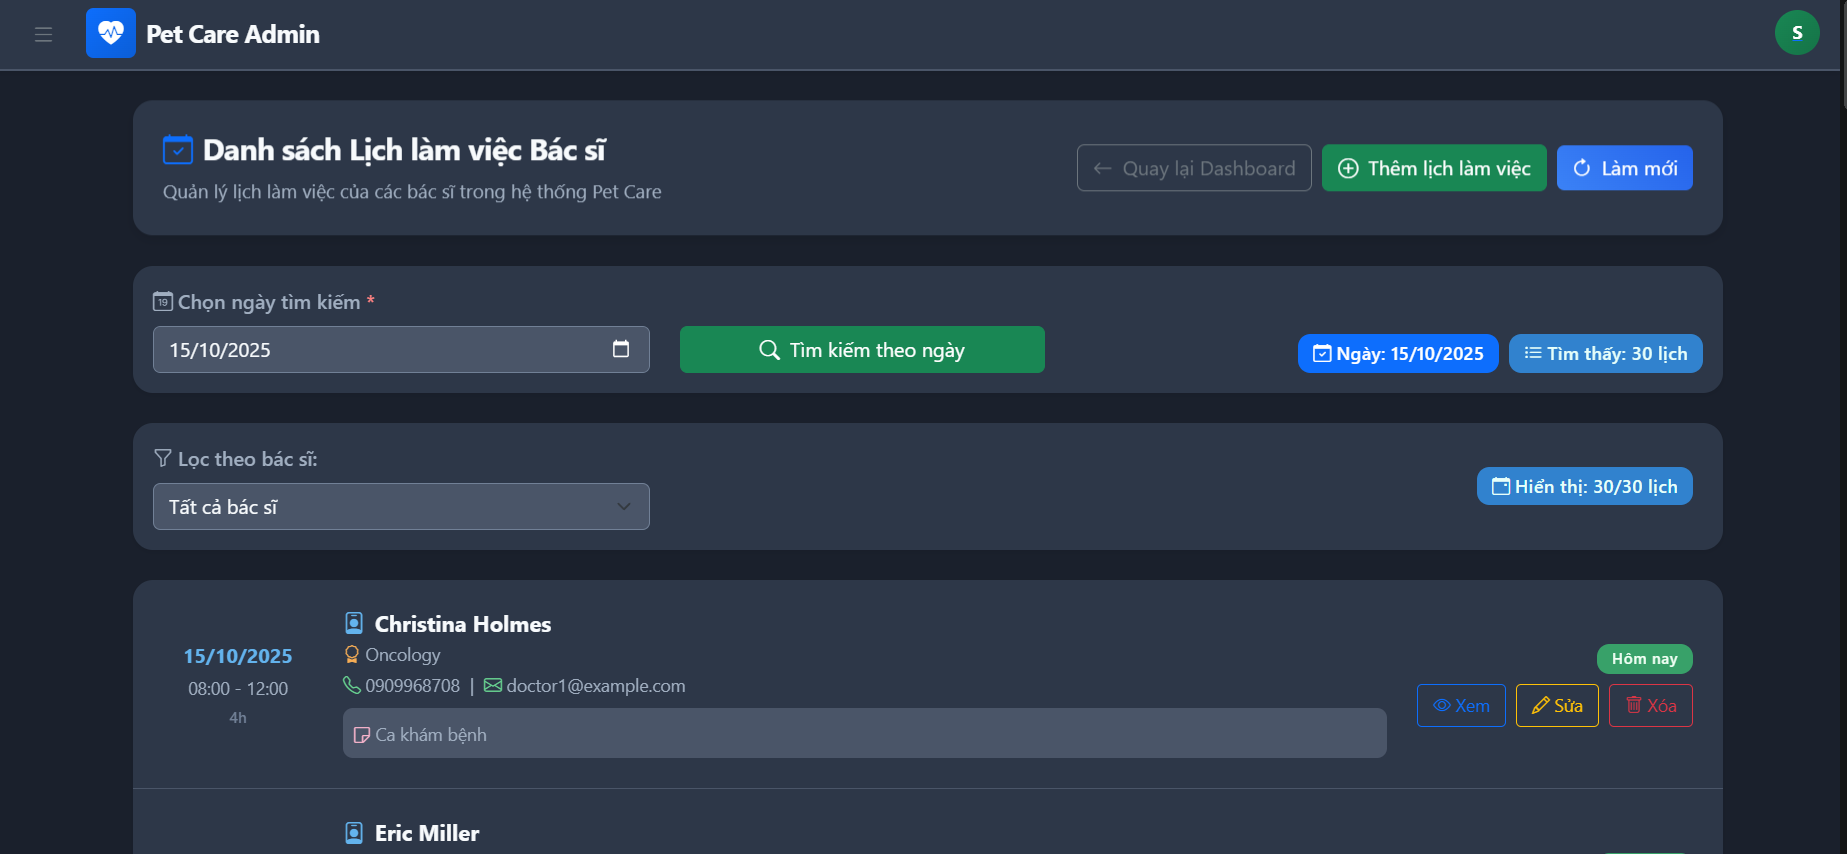 Pet Care Admin
S
Danh sách Lịch làm việc Bác sĩ
Quản lý lịch làm việc của các bác sĩ trong hệ thống Pet Care
Quay lại Dashboard
Thêm lịch làm việc
Làm mới
19 Chọn ngày tìm kiếm *
15/10/2025
Tìm kiếm theo ngày
Ngày: 15/10/2025
Tìm thấy: 30 lịch
Lọc theo bác sĩ:
Tất cả bác sĩ
Hiển thị: 30/30 lịch
15/10/2025
08:00 - 12:00
4h
Christina Holmes
Oncology
0909968708 | doctor1@example.com
Ca khám bệnh
Hôm nay
Xem
Sửa
Xóa
Eric Miller